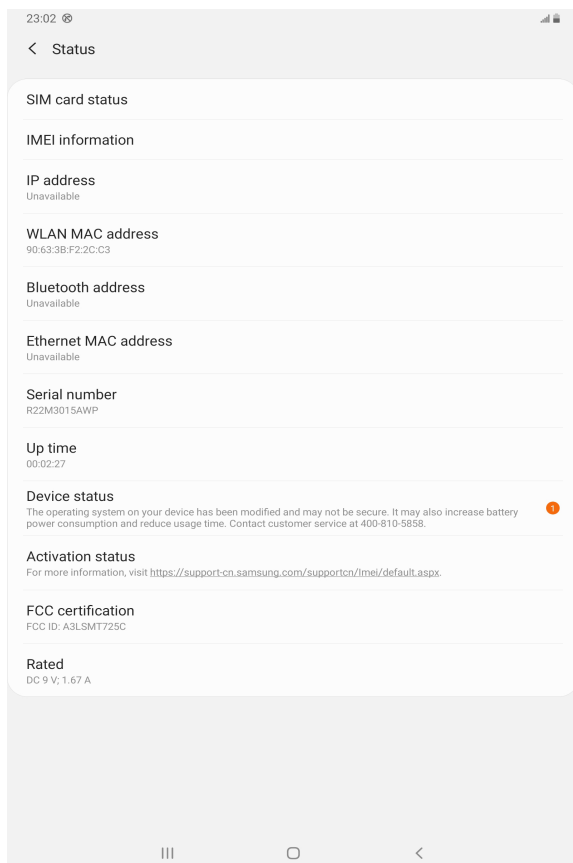 23:02
Status
SIM card status
IMEI information
IP address
Unavailable
WLAN MAC address
90:63:3B:F2:2C:C3
Bluetooth address
Unavailable
Ethernet MAC address
Unavailable
Serial number
R22M3015AWP
Up time
00:02:27
Device status
The operating system on your device has been modified and may not be secure. It may also increase battery
power consumption and reduce usage time. Contact customer service at 400-810-5858.
1
Activation status
For more information, visit https://support-cn.samsung.com/supportcn/Imei/default.aspx.
FCC certification
FCC ID: A3LSMT725C
Rated
DC 9 V; 1.67 A